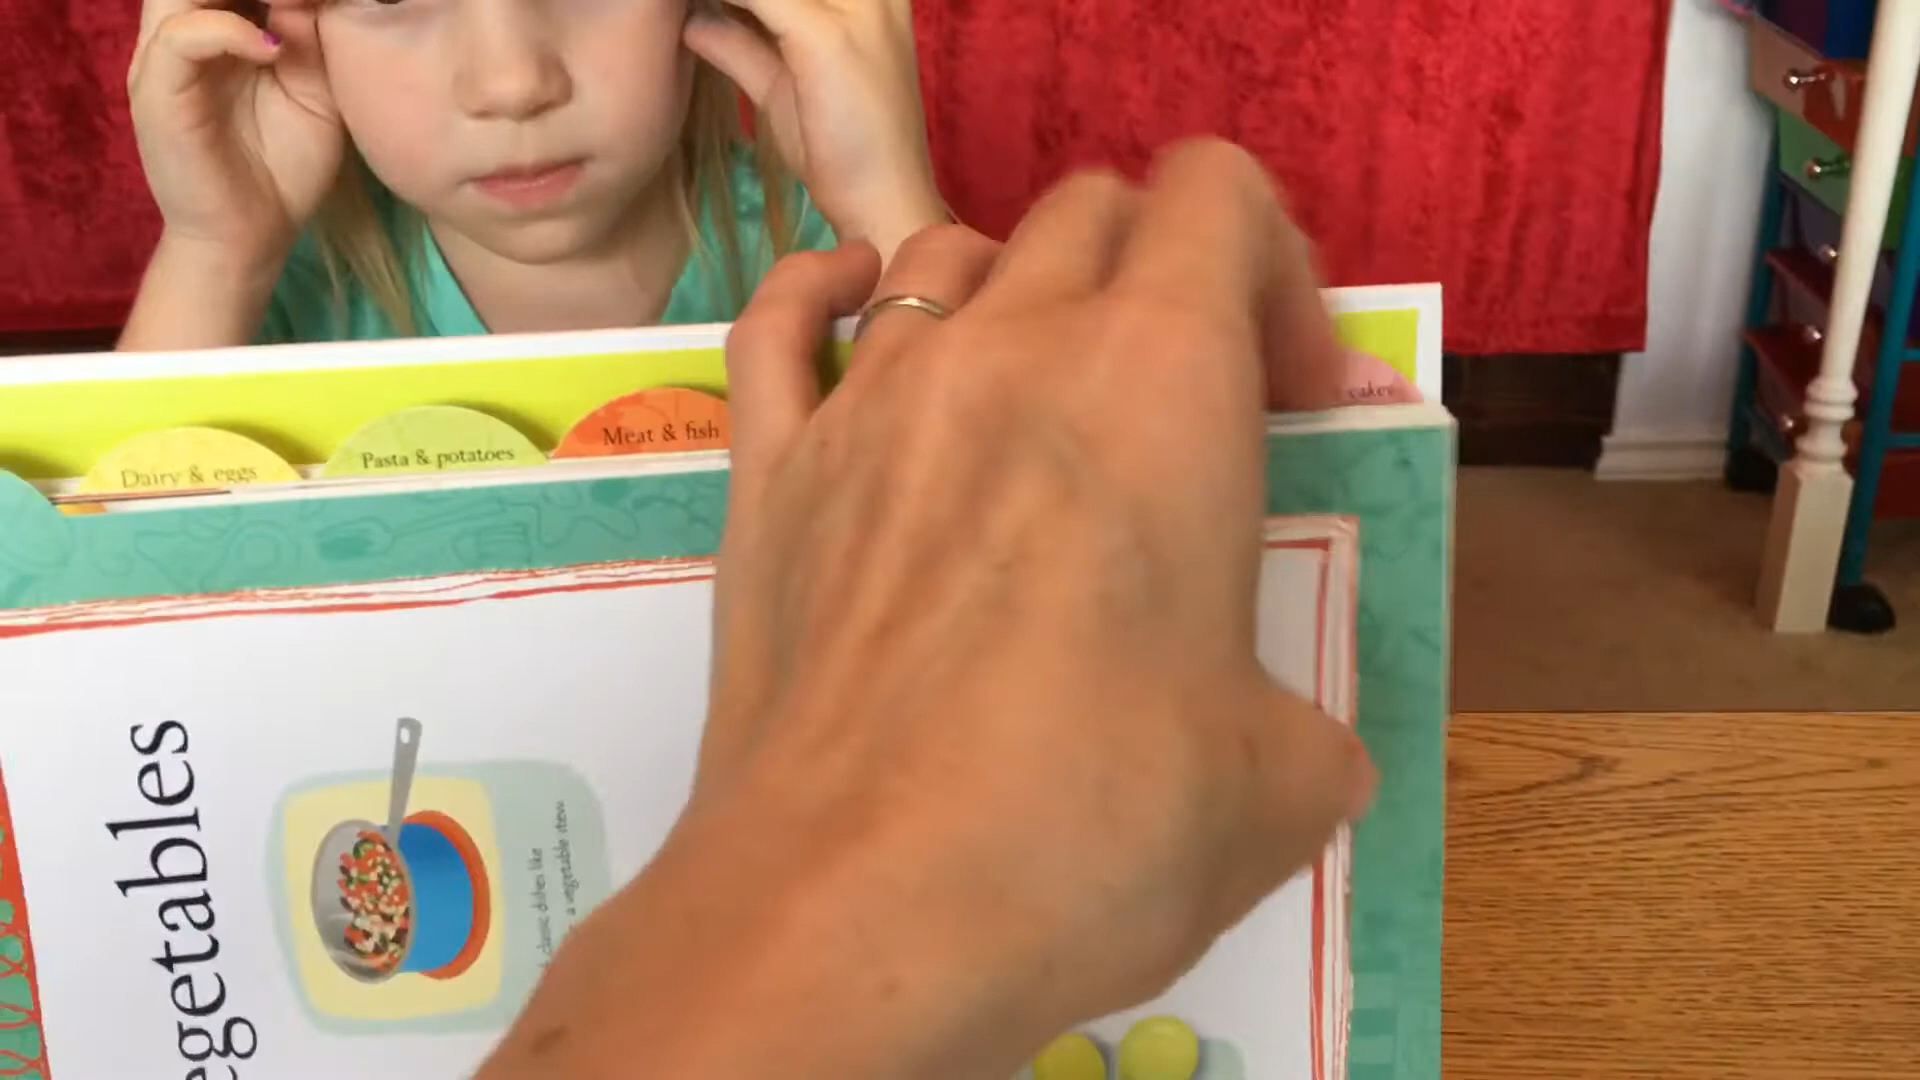 Dairy & eggs
Pasta & potatoes
Meat & fish
cakes
egetables
classic dishes like
a vegetable stew